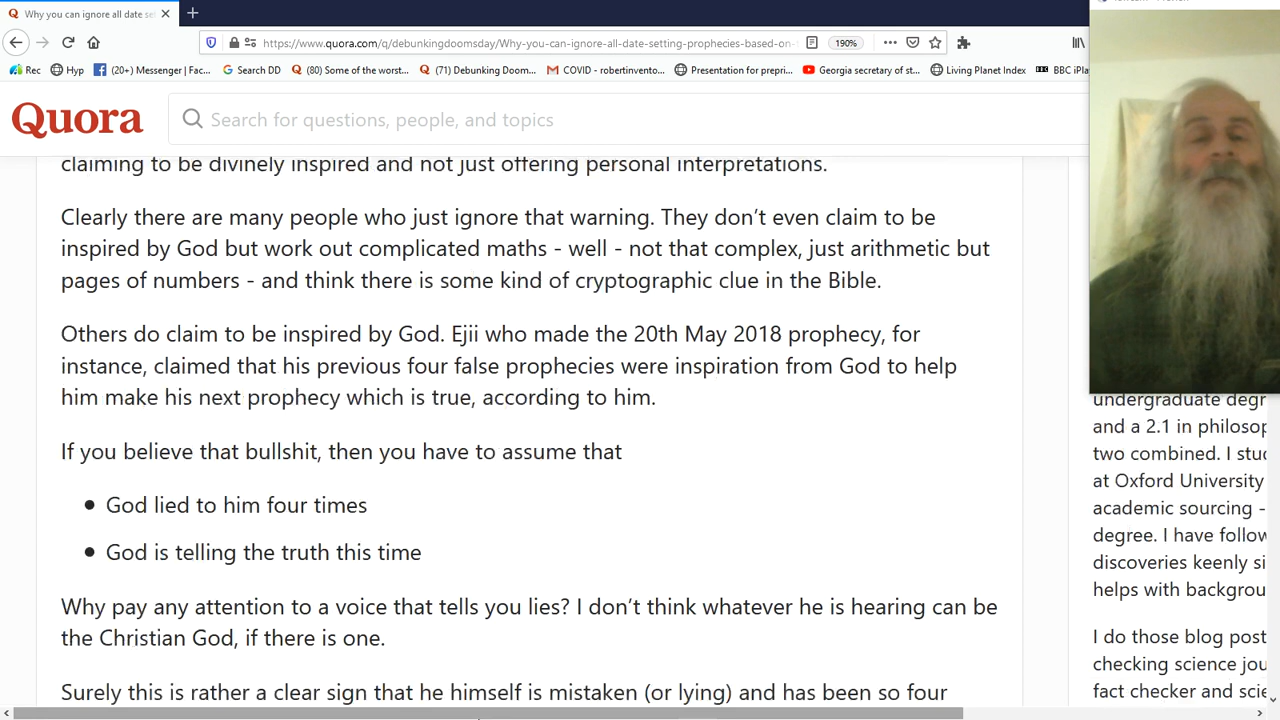 Why you can ignore all date se
https://www.quora.com/q/debunkingdoomsday/Why-you-can-ignore-all-date-setting-prophecies-based-on-
190%
Rec
Hyp
(20+) Messenger | Fac...
Search DD
(80) Some of the worst...
(71) Debunking Doom...
COVID - robertinvento...
Presentation for prepri...
Georgia secretary of st...
Living Planet Index
BBC iPla
Quora
Search for questions, people, and topics
claiming to be divinely inspired and not just offering personal interpretations.
Clearly there are many people who just ignore that warning. They don’t even claim to be
inspired by God but work out complicated maths - well - not that complex, just arithmetic but
pages of numbers - and think there is some kind of cryptographic clue in the Bible.
Others do claim to be inspired by God. Ejii who made the 20th May 2018 prophecy, for
instance, claimed that his previous four false prophecies were inspiration from God to help
him make his next prophecy which is true, according to him.
If you believe that bullshit, then you have to assume that
• God lied to him four times
• God is telling the truth this time
Why pay any attention to a voice that tells you lies? I don’t think whatever he is hearing can be
the Christian God, if there is one.
Surely this is rather a clear sign that he himself is mistaken (or lying) and has been so four
undergraduate degr
and a 2.1 in philosop
two combined. I stu
at Oxford University
academic sourcing -
degree. I have follow
discoveries keenly si
helps with backgrou
I do those blog post
checking science jou
fact checker and scie